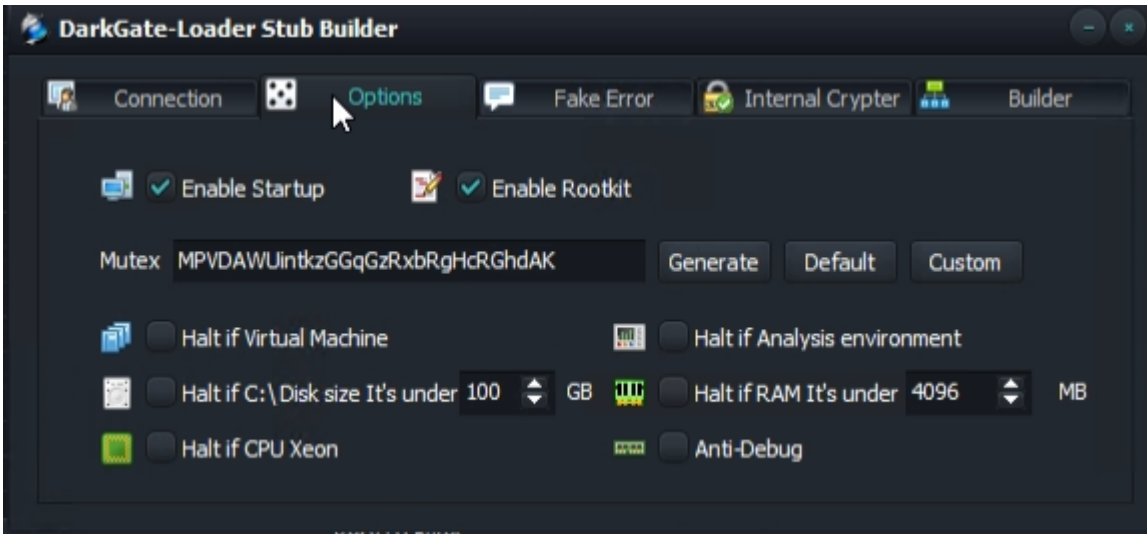 DarkGate-Loader Stub Builder
Connection Options Fake Error Internal Crypter Builder
Enable Startup Enable Rootkit
Mutex MPVDAWUintkzGGqGzRxbRgHcRGhdAK Generate Default Custom
Halt if Virtual Machine Halt if Analysis environment
Halt if C:\Disk size It's under 100 GB Halt if RAM It's under 4096 MB
Halt if CPU Xeon Anti-Debug